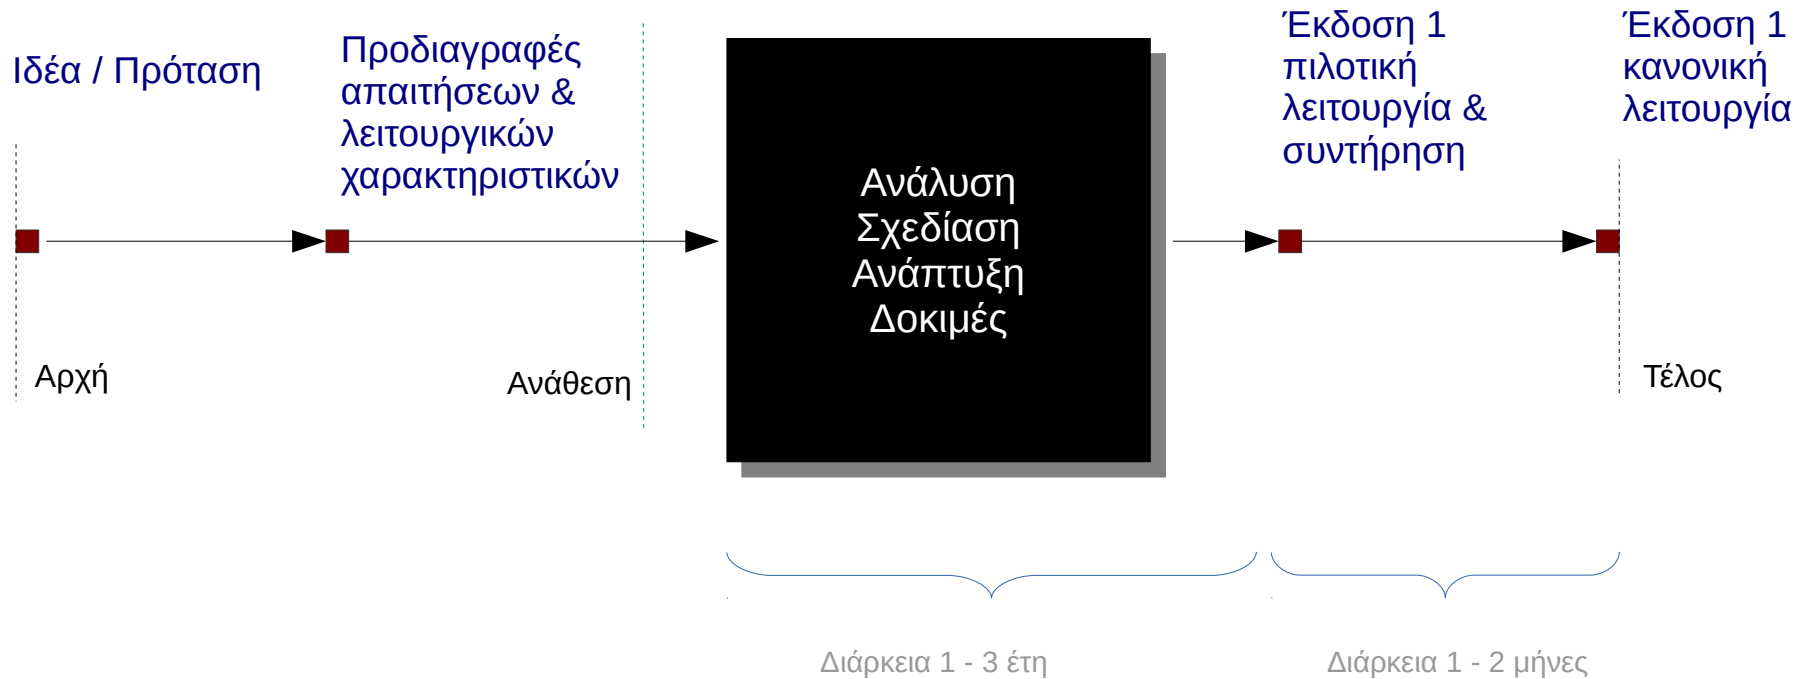 Ιδέα / Πρόταση
Προδιαγραφές
απαιτήσεων &
λειτουργικών
χαρακτηριστικών
Ανάλυση
Σχεδίαση
Ανάπτυξη
Δοκιμές
Έκδοση 1
πιλοτική
λειτουργία &
συντήρηση
Έκδοση 1
κανονική
λειτουργία
Αρχή
Ανάθεση
Τέλος
Διάρκεια 1 - 3 έτη
Διάρκεια 1 - 2 μήνες